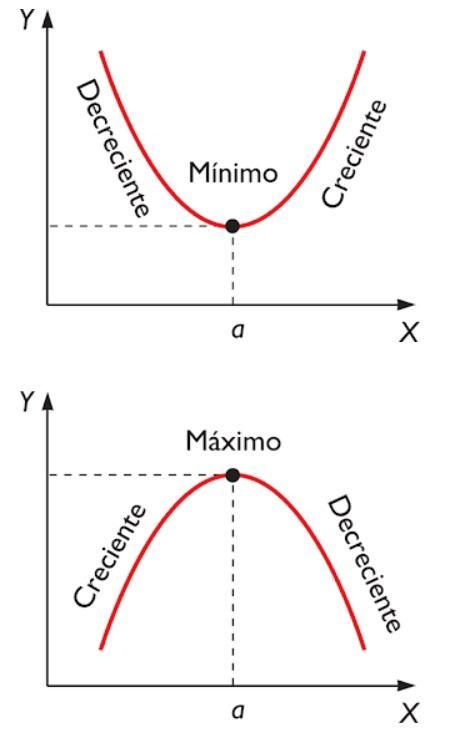 Y
Decreciente
Mínimo
Creciente
a
X
Y
Máximo
Creciente
Decreciente
a
X